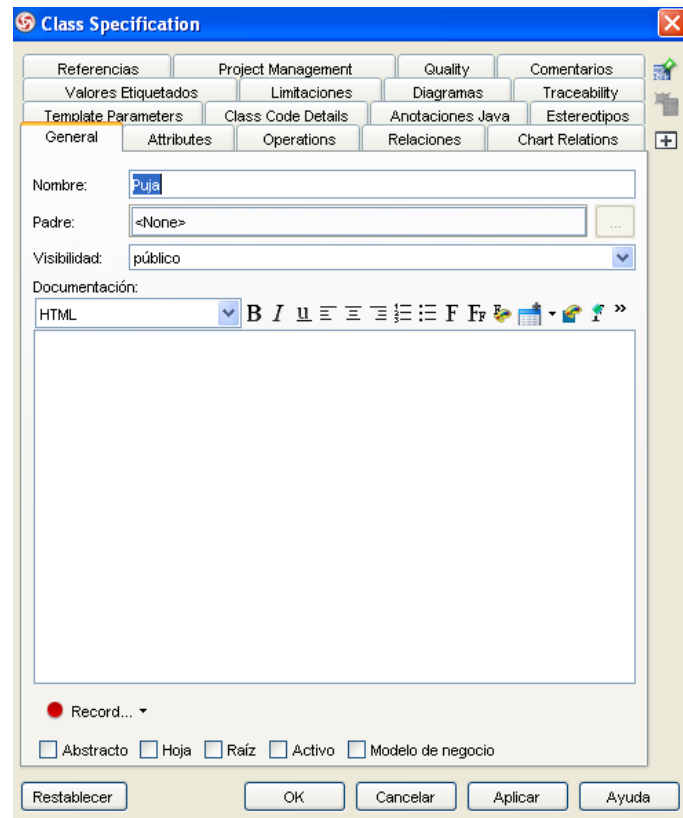 Class Specification
Referencias Project Management Quality Comentarios
Valores Etiquetados Limitaciones Diagramas Traceability
Template Parameters Class Code Details Anotaciones Java Estereotipos
General Attributes Operations Relaciones Chart Relations
Nombre: Puja
Padre: <None> ...
Visibilidad: público
Documentación:
HTML B I u F FF »
Record...
Abstracto Hoja Raíz Activo Modelo de negocio
Restablecer OK Cancelar Aplicar Ayuda